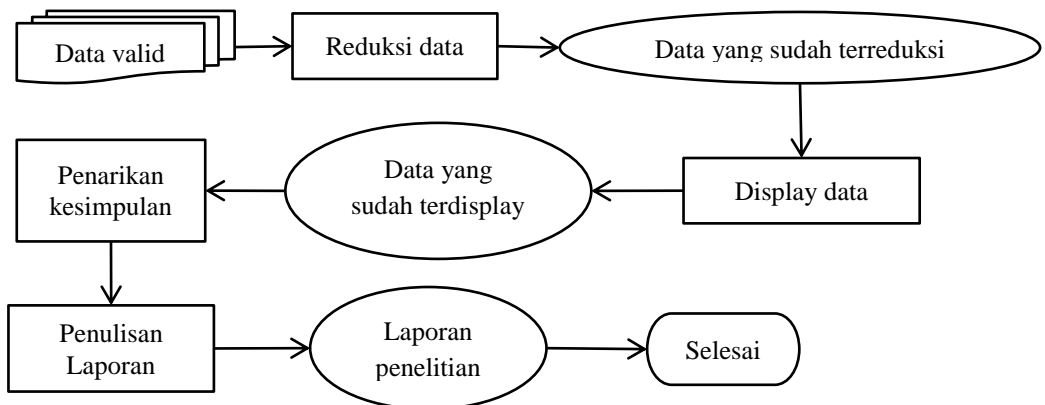 Data valid
Reduksi data
Data yang sudah terreduksi
Display data
Data yang
sudah terdisplay
Penarikan
kesimpulan
Penulisan
Laporan
Laporan
penelitian
Selesai